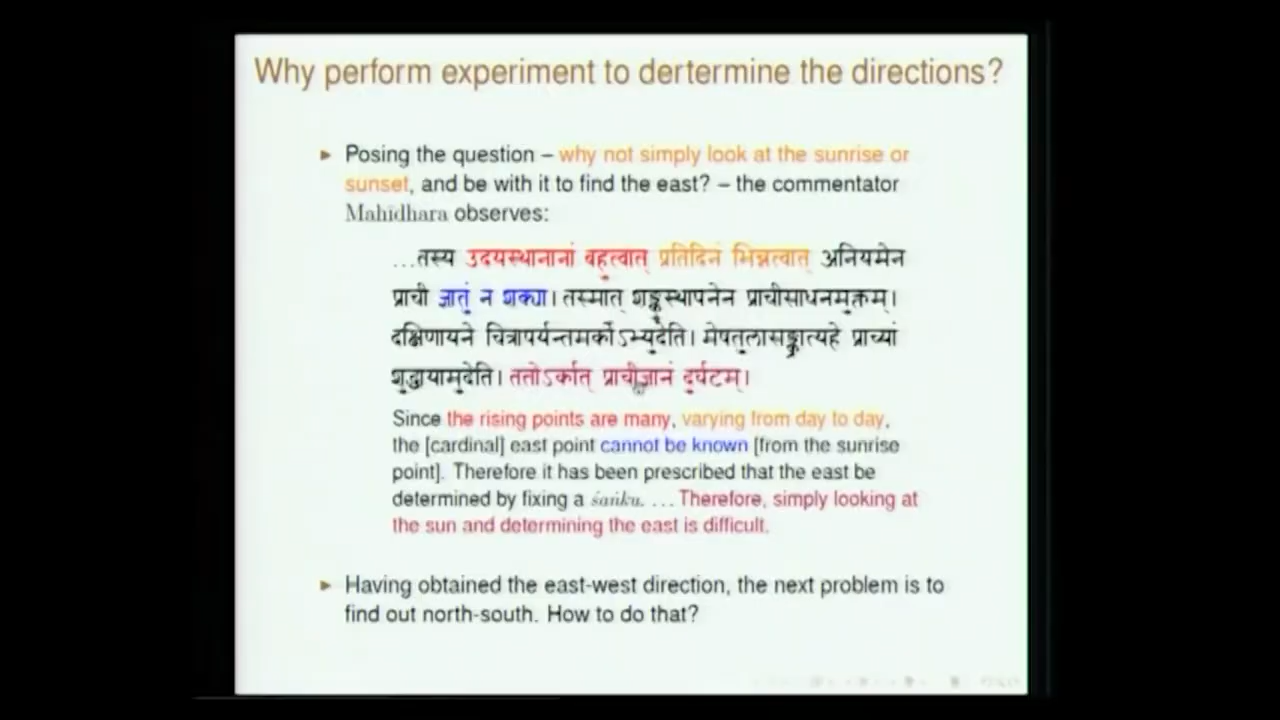 Why perform experiment to dertermine the directions?
► Posing the question – why not simply look at the sunrise or
sunset, and be with it to find the east? – the commentator
Mahīdhara observes:
...तस्य उदयस्थानानां बहुत्वात् प्रतिदिनं भिन्नत्वात् अनियमेन
प्राची ज्ञातुं न शक्या। तस्मात् शङ्कुस्थापनेन प्राचीसाधनमुक्तम्।
दक्षिणायने चित्रापर्यन्तमर्कोऽभ्युदेति। मेषतुलासङ्क्रात्यहे प्राच्यां
शुद्धायामुदेति। ततोऽर्कात् प्राचीज्ञानं दुर्घटम्।
Since the rising points are many, varying from day to day,
the [cardinal] east point cannot be known [from the sunrise
point]. Therefore it has been prescribed that the east be
determined by fixing a śaṅku. ... Therefore, simply looking at
the sun and determining the east is difficult.
► Having obtained the east-west direction, the next problem is to
find out north-south. How to do that?